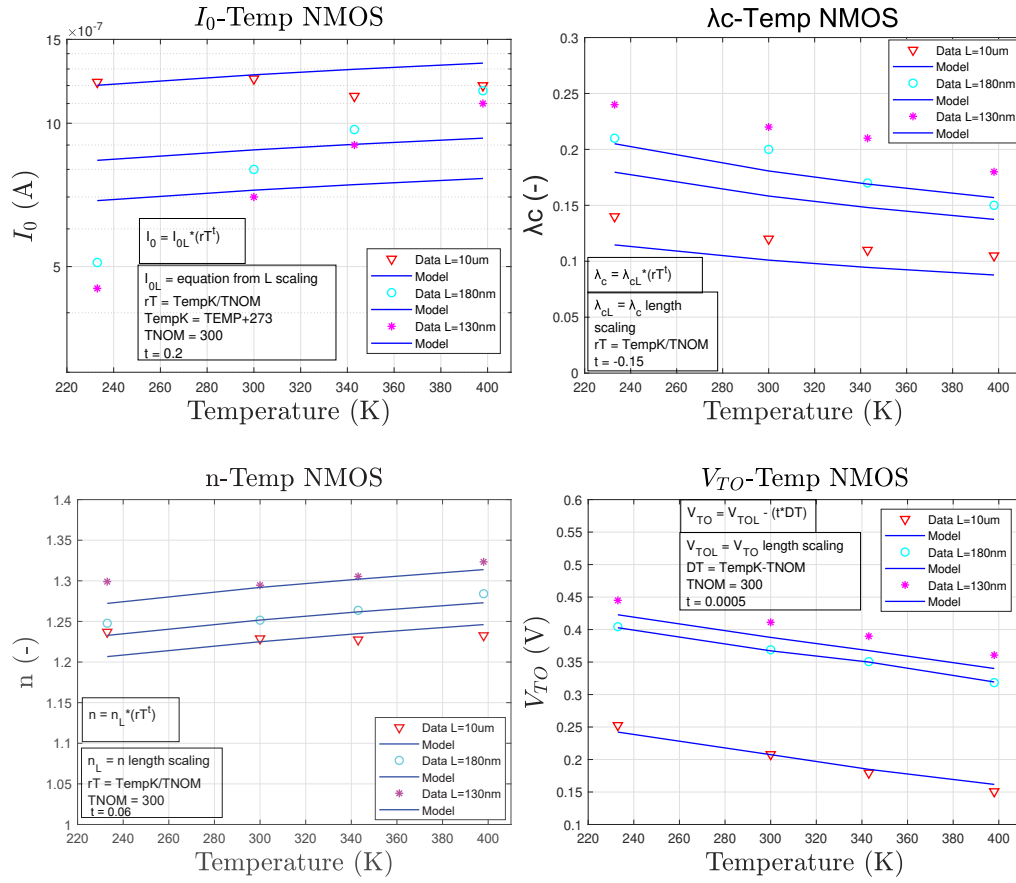 I₀-Temp NMOS
×10⁻⁷
15
10
5
I₀ (A)
I₀ = I₀L*(rTᵗ)
I₀L = equation from L scaling
rT = TempK/TNOM
TempK = TEMP+273
TNOM = 300
t = 0.2
Data L=10um
Model
Data L=180nm
Model
Data L=130nm
Model
220 240 260 280 300 320 340 360 380 400
Temperature (K)
λc-Temp NMOS
0.3
0.25
0.2
0.15
0.1
0.05
0
λc (-)
Data L=10um
Model
Data L=180nm
Model
Data L=130nm
Model
λc = λcL*(rTᵗ)
λcL = λc length
scaling
rT = TempK/TNOM
t = -0.15
220 240 260 280 300 320 340 360 380 400
Temperature (K)
n-Temp NMOS
1.4
1.35
1.3
1.25
1.2
1.15
1.1
1.05
1
n (-)
n = nL*(rTᵗ)
nL = n length scaling
rT = TempK/TNOM
TNOM = 300
t = 0.06
Data L=10um
Model
Data L=180nm
Model
Data L=130nm
Model
220 240 260 280 300 320 340 360 380 400
Temperature (K)
VTO-Temp NMOS
0.6
0.55
0.5
0.45
0.4
0.35
0.3
0.25
0.2
0.15
0.1
VTO (V)
VTO = VTOL - (t*DT)
VTOL = VTO length scaling
DT = TempK-TNOM
TNOM = 300
t = 0.0005
Data L=10um
Model
Data L=180nm
Model
Data L=130nm
Model
220 240 260 280 300 320 340 360 380 400
Temperature (K)